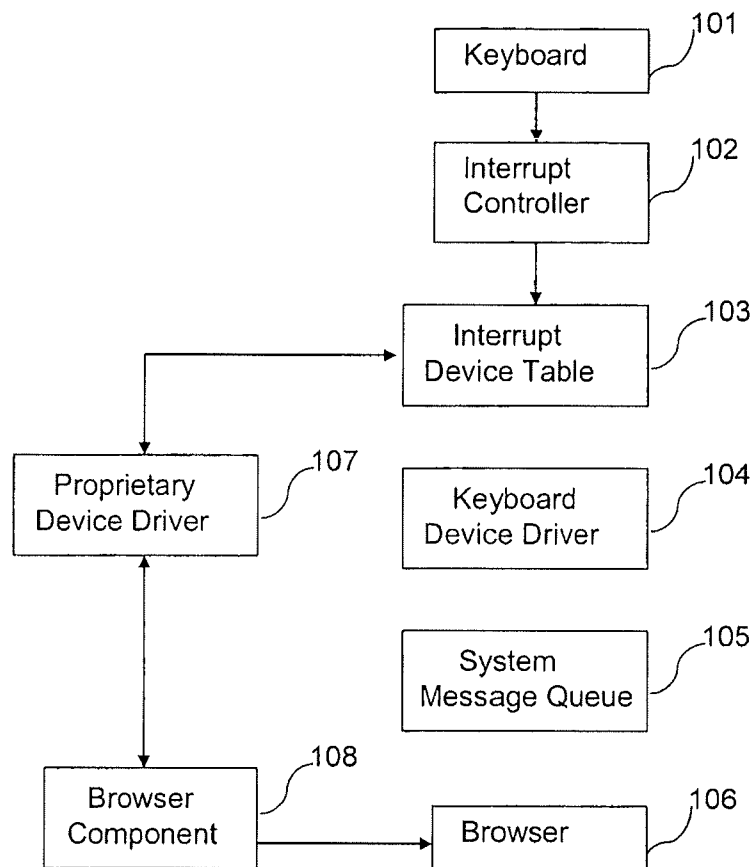 101
Keyboard
102
Interrupt
Controller
103
Interrupt
Device Table
107
Proprietary
Device Driver
104
Keyboard
Device Driver
105
System
Message Queue
108
Browser
Component
106
Browser